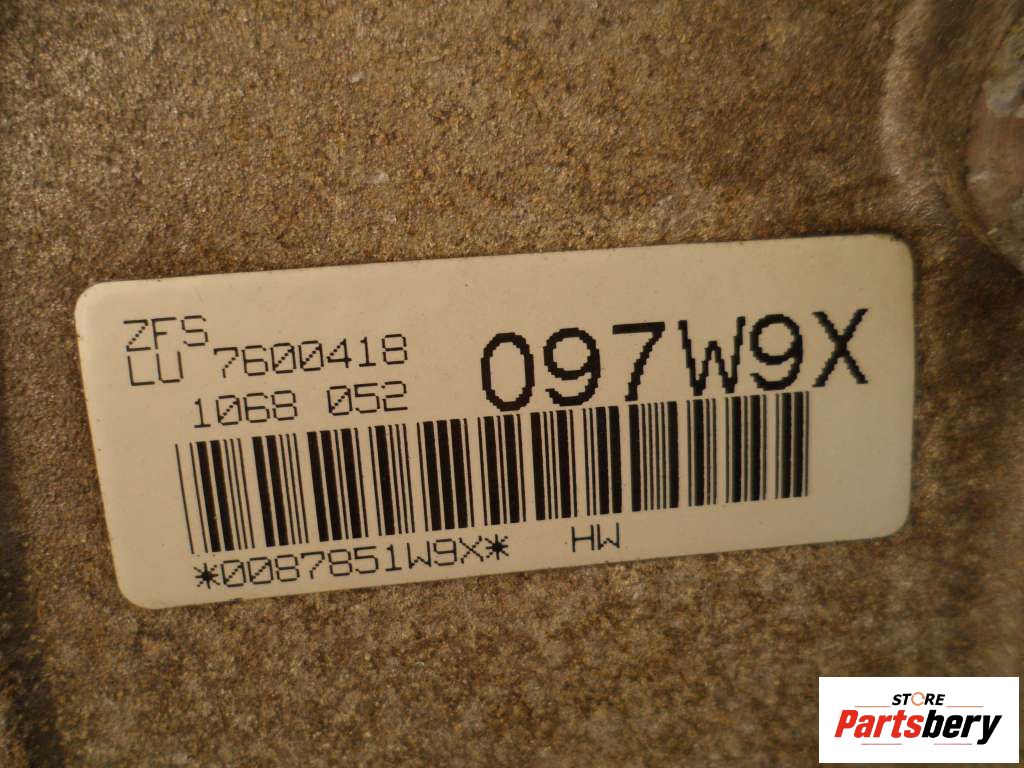 ZFS
LU 7600418
1068 052
097W9X
*0087851W9X* HW
STORE
Partsbery